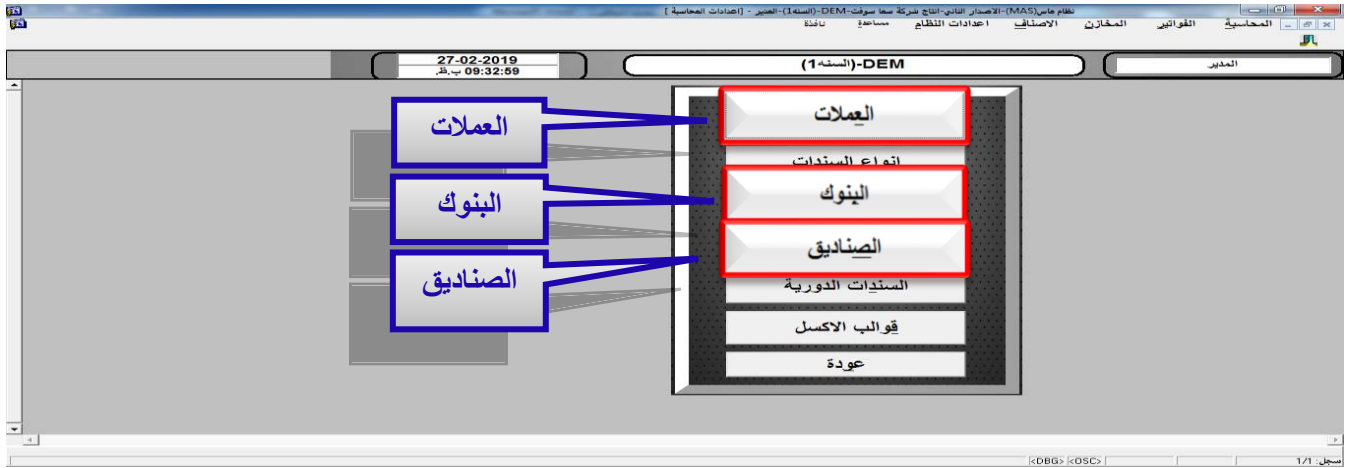 نظام ماس(MAS)-الاصدار الثاني-انتاج شركة سما سوفت-DEM-(السنه1)-المدير - [اعدادات المحاسبة ]
المحاسبة الفواتير المخازن الاصناف اعدادات النظام مساعدة نافذة
المدير
DEM-(السنه1)
27-02-2019
09:32:59 ب.ظ.
العملات
العملات
انواع السندات
البنوك
البنوك
الصناديق
الصناديق
السندات الدورية
قوالب الاكسل
عودة
سجل: 1/1
<OSC> <DBG>